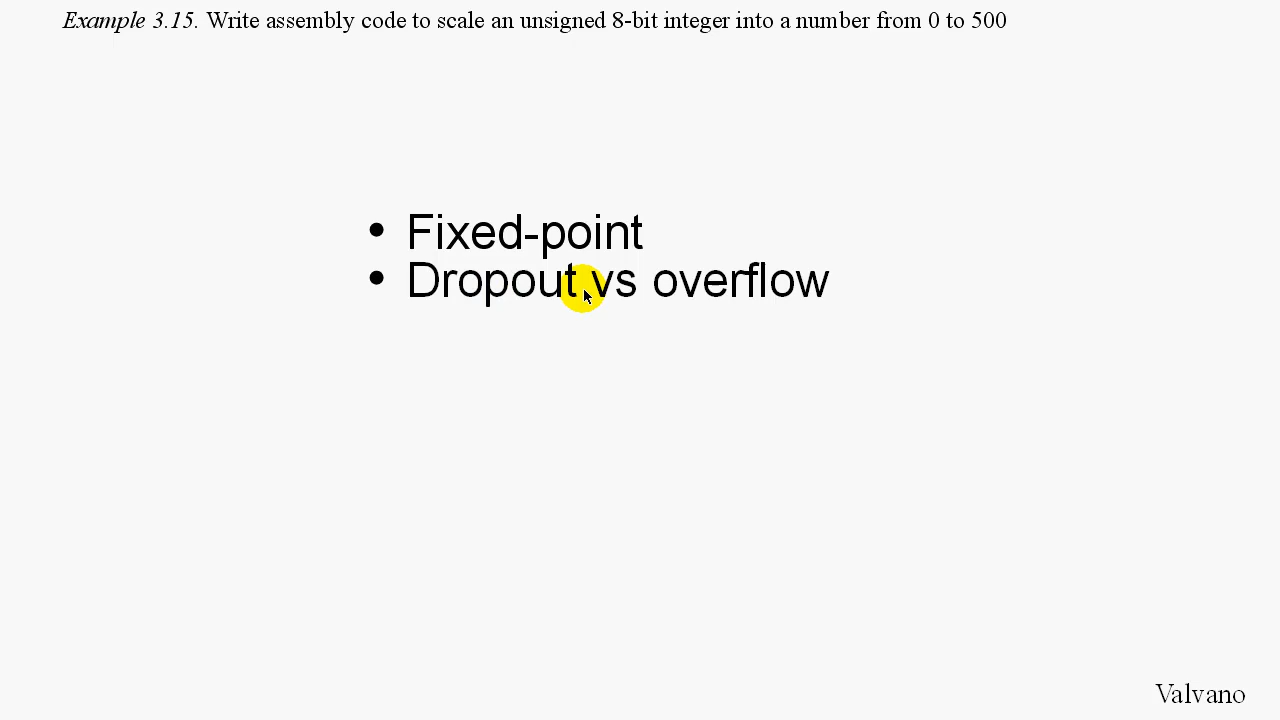 Example 3.15. Write assembly code to scale an unsigned 8-bit integer into a number from 0 to 500
• Fixed-point
• Dropout vs overflow
Valvano